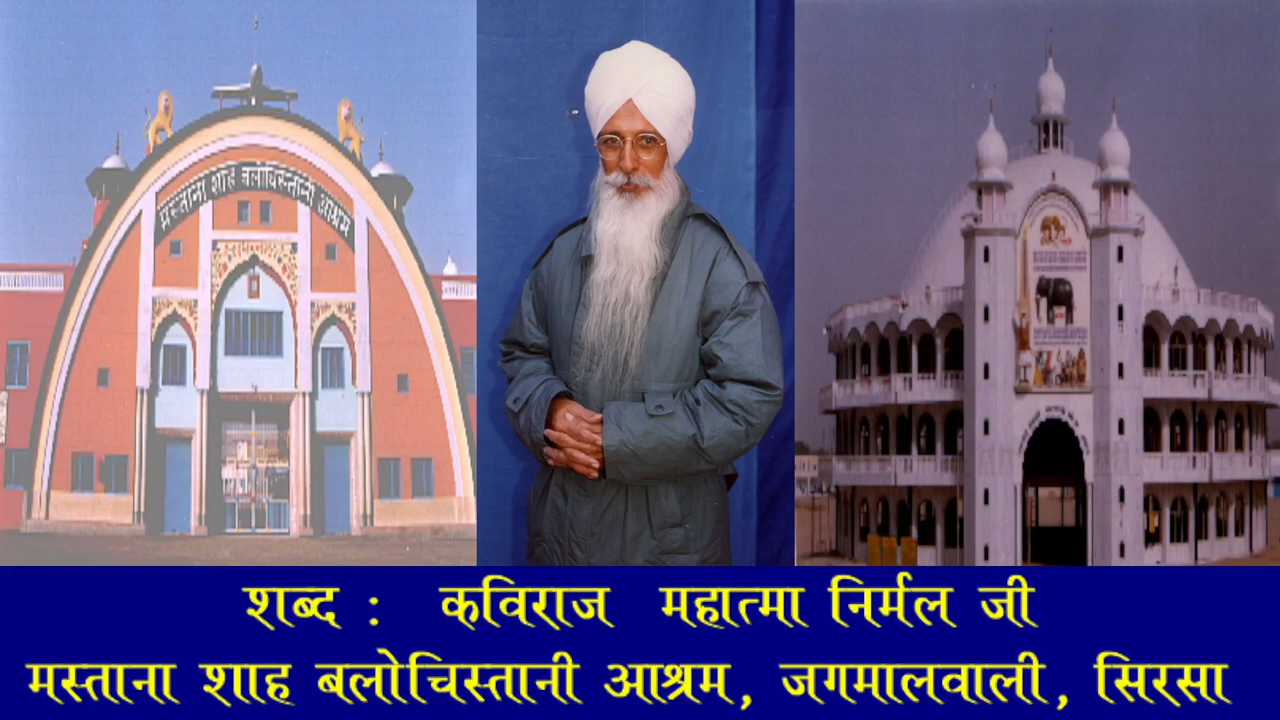 मस्ताना शाह बलोचिस्तानी आश्रम
शब्द : कविराज महात्मा निर्मल जी
मस्ताना शाह बलोचिस्तानी आश्रम, जगमालवाली, सिरसा